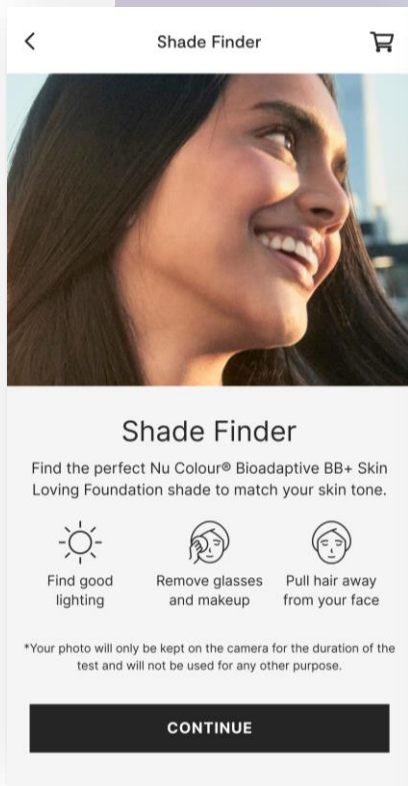 Shade Finder
Shade Finder
Find the perfect Nu Colour® Bioadaptive BB+ Skin
Loving Foundation shade to match your skin tone.
Find good
lighting
Remove glasses
and makeup
Pull hair away
from your face
*Your photo will only be kept on the camera for the duration of the
test and will not be used for any other purpose.
CONTINUE